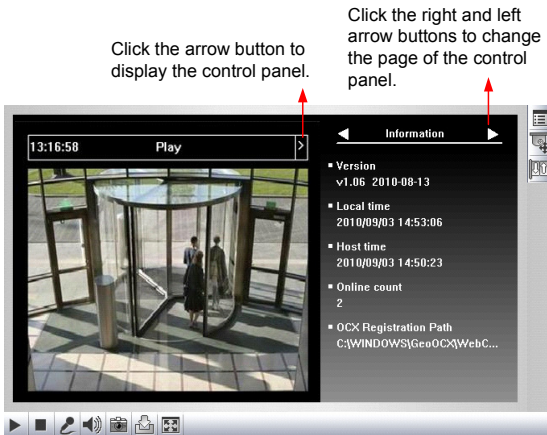 Click the arrow button to
display the control panel.
Click the right and left
arrow buttons to change
the page of the control
panel.
13:16:58 Play >
Information
Version
v1.06 2010-08-13
Local time
2010/09/03 14:53:06
Host time
2010/09/03 14:50:23
Online count
2
OCX Registration Path
C:\WINDOWS\GeoOCX\WebC...